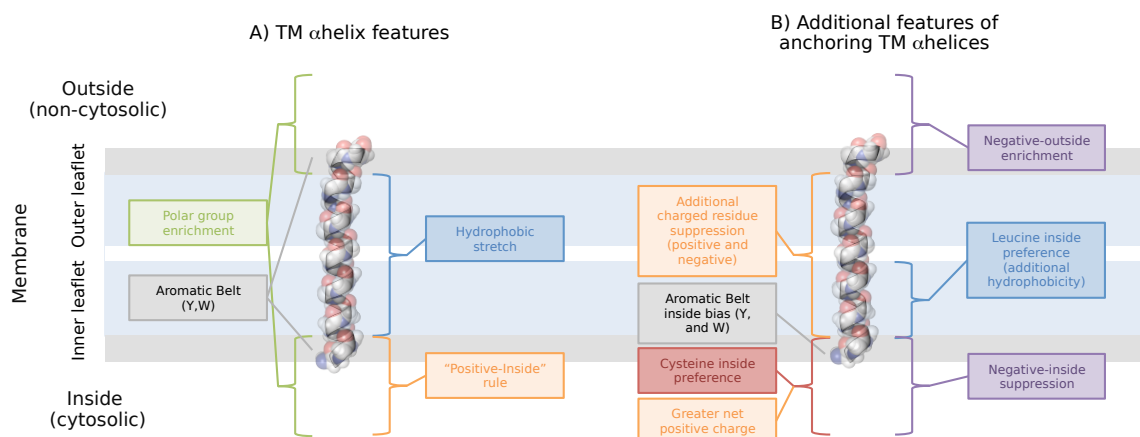 A) TM αhelix features
B) Additional features of
anchoring TM αhelices
Outside
(non-cytosolic)
Membrane
Outer leaflet
Inner leaflet
Inside
(cytosolic)
Polar group
enrichment
Aromatic Belt
(Y,W)
Hydrophobic
stretch
“Positive-Inside”
rule
Additional
charged residue
suppression
(positive and
negative)
Aromatic Belt
inside bias (Y,
and W)
Cysteine inside
preference
Greater net
positive charge
Negative-outside
enrichment
Leucine inside
preference
(additional
hydrophobicity)
Negative-inside
suppression